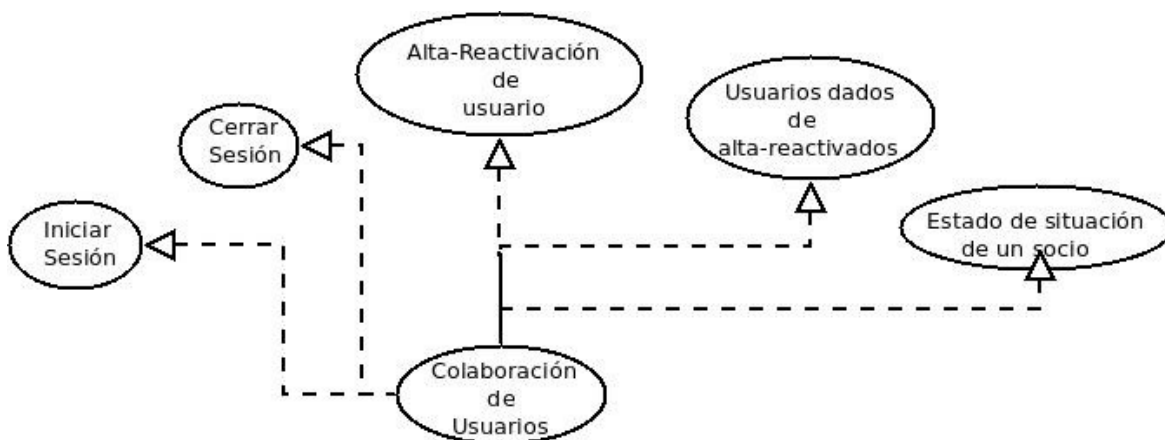 Alta-Reactivación
de
usuario
Usuarios dados
de
alta-reactivados
Cerrar
Sesión
Iniciar
Sesión
Estado de situación
de un socio
Colaboración
de
Usuarios